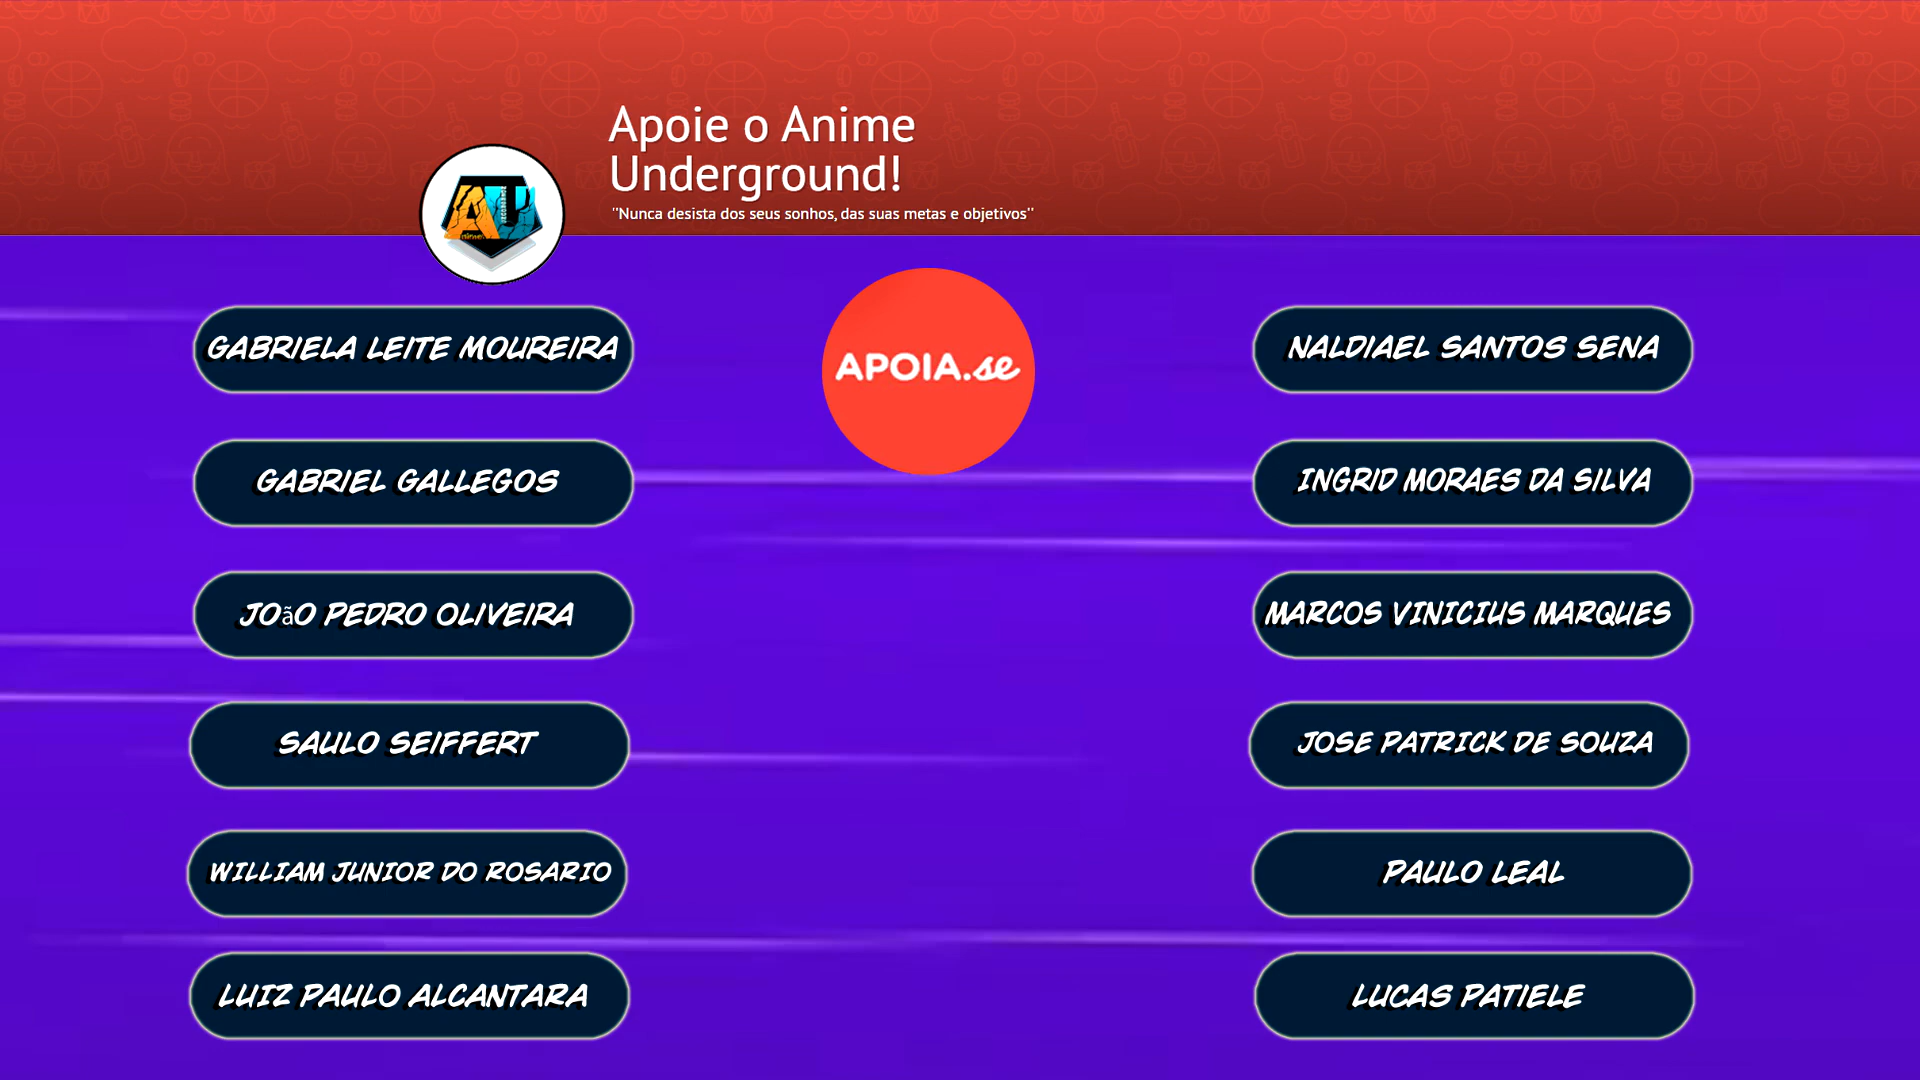 Apoie o Anime
Underground!
"Nunca desista dos seus sonhos, das suas metas e objetivos"
AU
anime
APOIA.se
GABRIELA LEITE MOUREIRA
GABRIEL GALLEGOS
JOãO PEDRO OLIVEIRA
SAULO SEIFFERT
WILLIAM JUNIOR DO ROSARIO
LUIZ PAULO ALCANTARA
NALDIAEL SANTOS SENA
INGRID MORAES DA SILVA
MARCOS VINICIUS MARQUES
JOSE PATRICK DE SOUZA
PAULO LEAL
LUCAS PATIELE